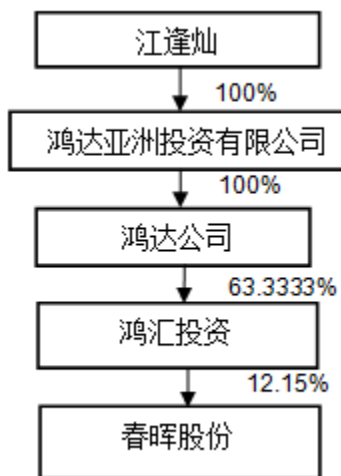 江逢灿
100%
鸿达亚洲投资有限公司
100%
鸿达公司
63.3333%
鸿汇投资
12.15%
春晖股份